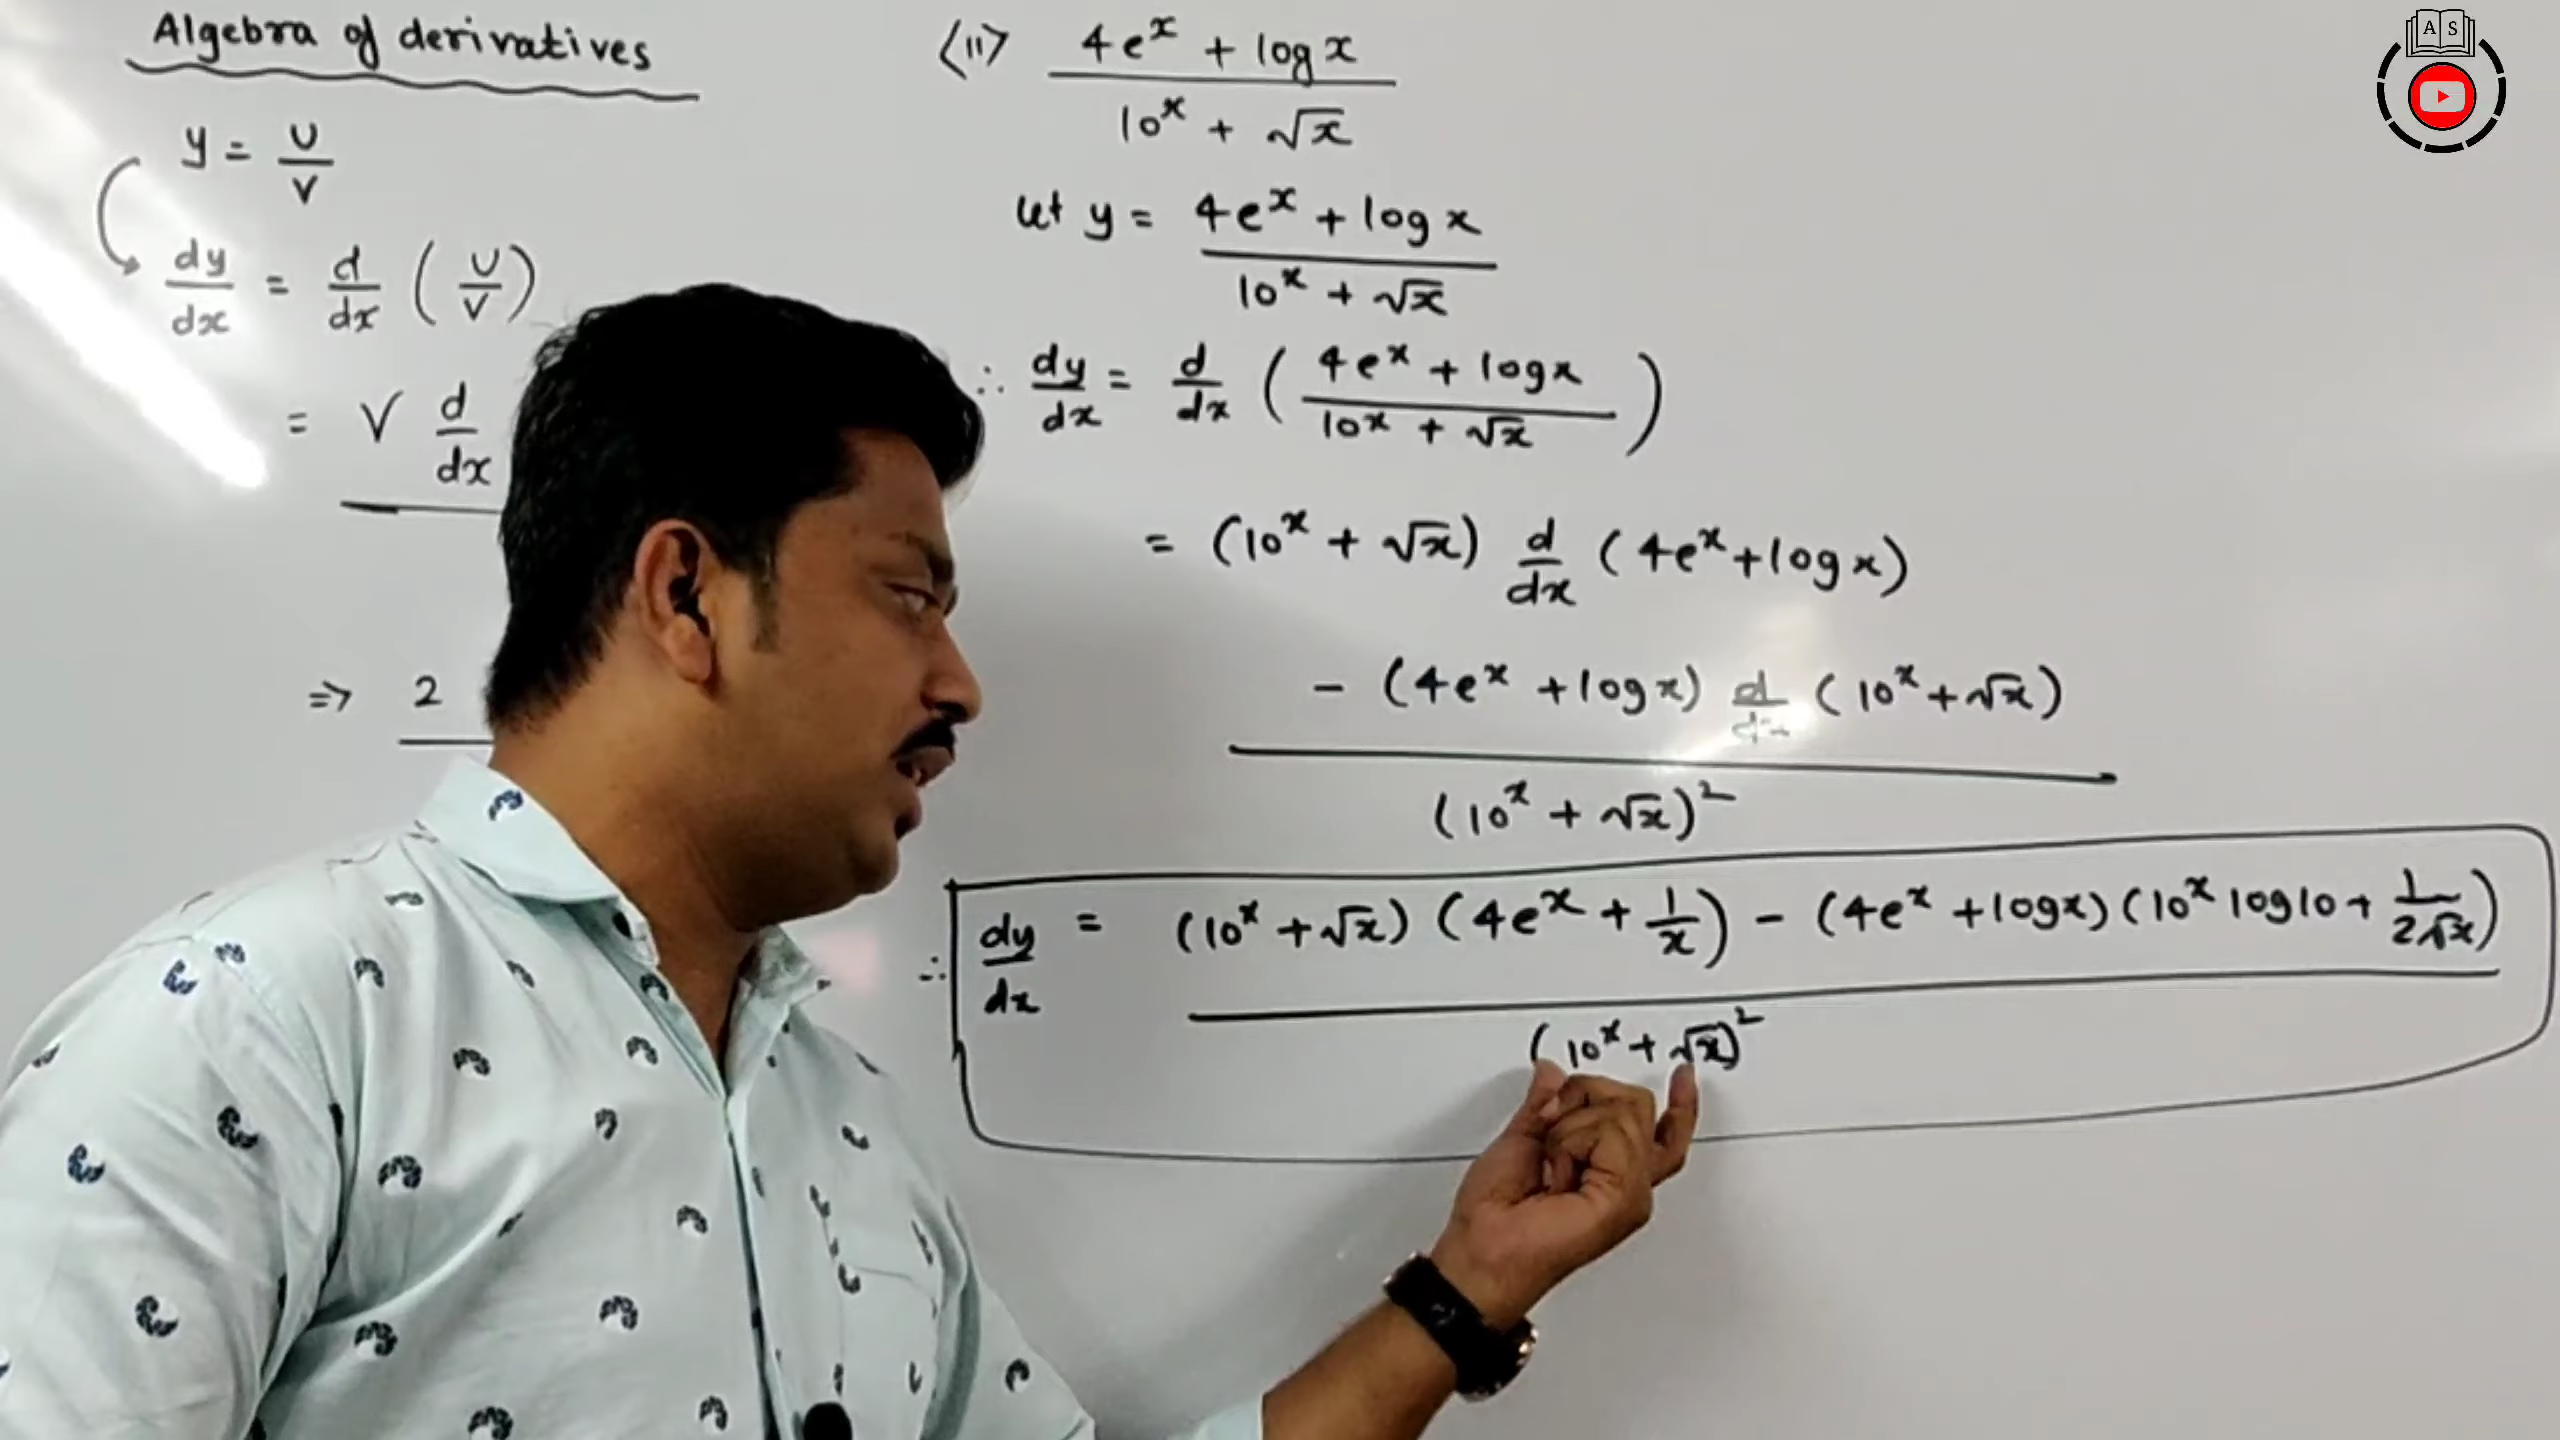 Algebra of derivatives
y = U/V
dy/dx = d/dx (U/V)
= V d/dx
=> 2
<11> (4e^x + log x)/(10^x + √x)
let y = (4e^x + log x)/(10^x + √x)
∴ dy/dx = d/dx ((4e^x + log x)/(10^x + √x))
= (10^x + √x) d/dx (4e^x + log x)
- (4e^x + log x) d/dx (10^x + √x)
(10^x + √x)^2
∴ dy/dx = (10^x + √x) (4e^x + 1/x) - (4e^x + log x) (10^x log 10 + 1/(2√x))
(10^x + √x)^2
A S